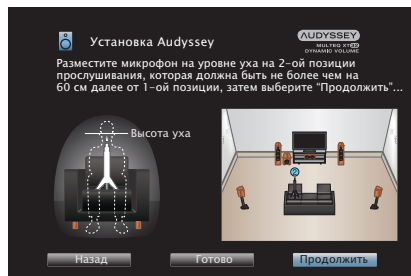 Установка Audyssey
AUDYSSEY
MULTEQ XT32
DYNAMIC VOLUME
Разместите микрофон на уровне уха на 2-ой позиции
прослушивания, которая должна быть не более чем на
60 см далее от 1-ой позиции, затем выберите "Продолжить"...
Высота уха
2
Назад
Готово
Продолжить